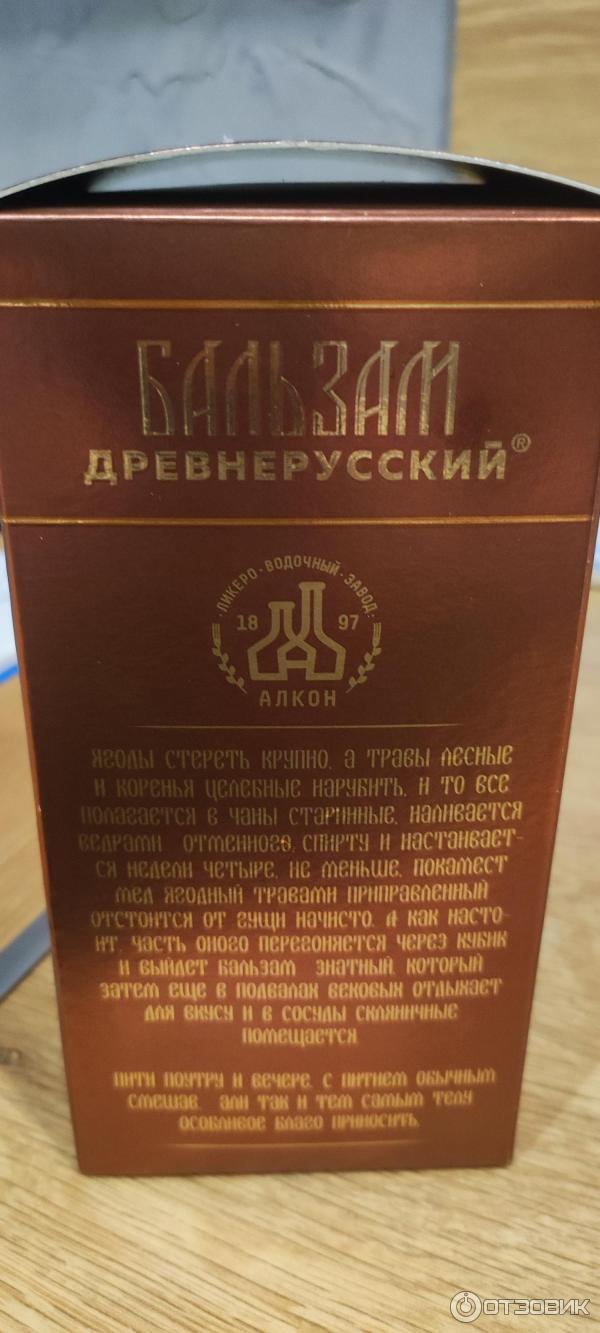 БАЛЬЗАМ
ДРЕВНЕРУССКИЙ®
·ЛИКЕРО·ВОДОЧНЫЙ·ЗАВОД·
18 97
АЛКОН
ЯГОДЫ СТЕРЕТЬ КРУПНО, А ТРАВЫ ЛЕСНЫЕ
И КОРЕНЬЯ ЦЕЛЕБНЫЕ НАРУБИТЬ, И ТО ВСЕ
ПОЛАГАЕТСЯ В ЧАНЫ СТАРИННЫЕ, НАЛИВАЕТСЯ
ВЕДРАМИ ОТМЕННОГО СПИРТУ И НАСТАИВАЕТ-
СЯ НЕДЕЛИ ЧЕТЫРЕ, НЕ МЕНЬШЕ, ПОКАМЕСТ
МЕД ЯГОДНЫЙ ТРАВАМИ ПРИПРАВЛЕННЫЙ
ОТСТОИТСЯ ОТ ГУЩИ НАЧИСТО. А КАК НАСТО-
ИТ, ЧАСТЬ ОНОГО ПЕРЕГОНЯЕТСЯ ЧЕРЕЗ КУБИК
И ВЫЙДЕТ БАЛЬЗАМ ЗНАТНЫЙ, КОТОРЫЙ
ЗАТЕМ ЕЩЕ В ПОДВАЛАХ ВЕКОВЫХ ОТДЫХАЕТ
ДЛЯ ВКУСУ И В СОСУДЫ СКЛЯНИЧНЫЕ
ПОМЕЩАЕТСЯ.
ПИТИ ПОУТРУ И ВЕЧЕРЕ, С ПИТИЕМ ОБЫЧНЫМ
СМЕШАВ, АЛИ ТАК И ТЕМ САМЫМ ТЕЛУ
ОСОБЛИВОЕ БЛАГО ПРИНОСИТЬ.
ОТЗОВИК